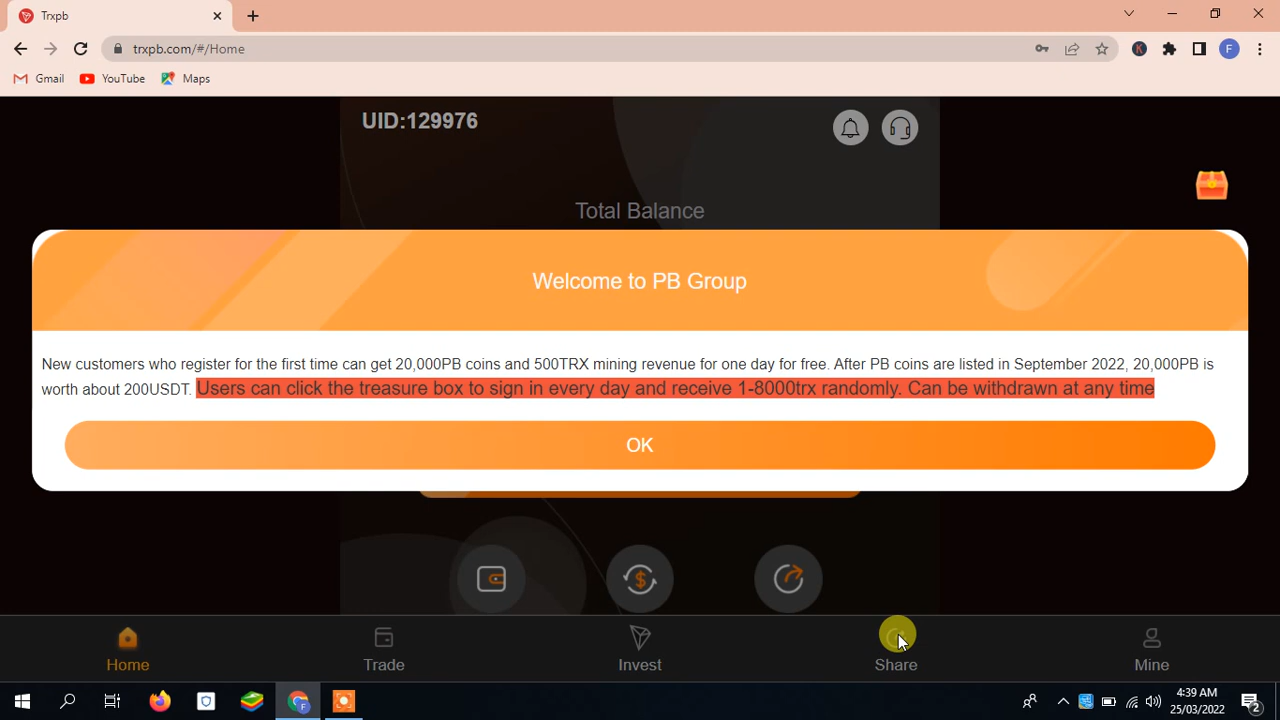 Trxpb
trxpb.com/#/Home
Gmail YouTube Maps
UID:129976
Total Balance
Welcome to PB Group
New customers who register for the first time can get 20,000PB coins and 500TRX mining revenue for one day for free. After PB coins are listed in September 2022, 20,000PB is
worth about 200USDT. Users can click the treasure box to sign in every day and receive 1-8000trx randomly. Can be withdrawn at any time
OK
Home Trade Invest Share Mine
4:39 AM
25/03/2022
2